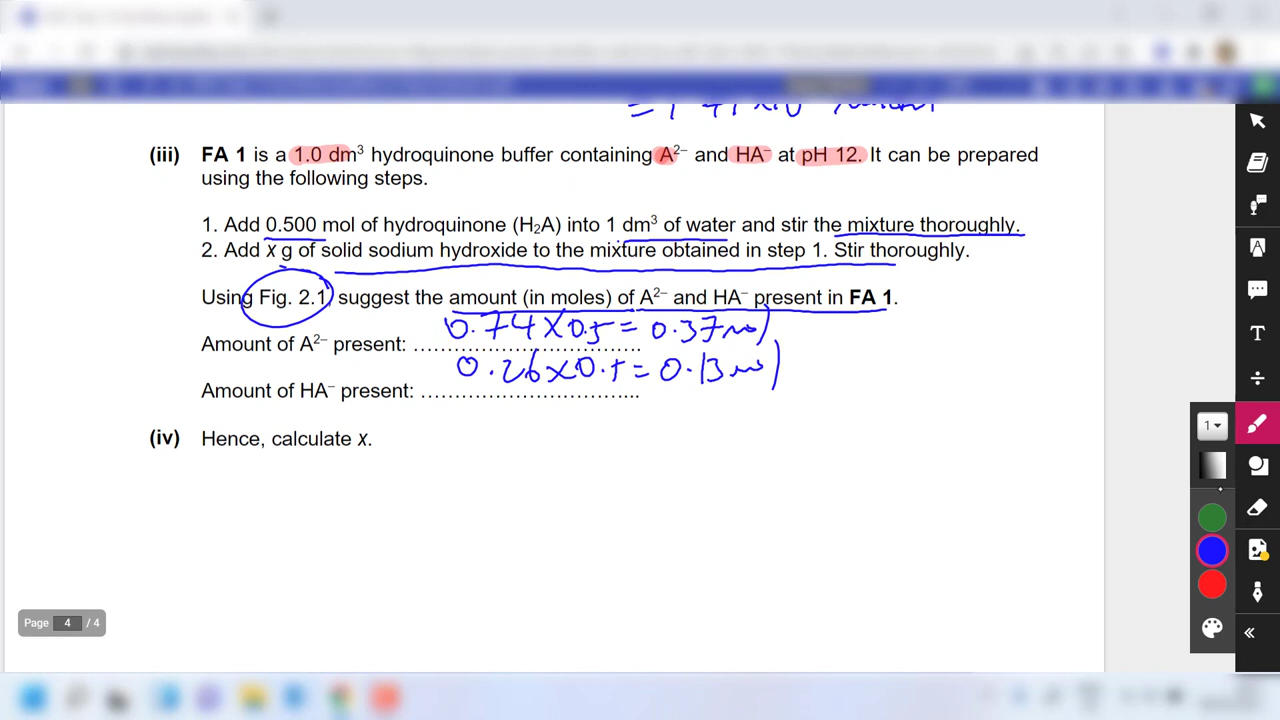 (iii) FA 1 is a 1.0 dm³ hydroquinone buffer containing A²⁻ and HA⁻ at pH 12. It can be prepared
using the following steps.
1. Add 0.500 mol of hydroquinone (H₂A) into 1 dm³ of water and stir the mixture thoroughly.
2. Add x g of solid sodium hydroxide to the mixture obtained in step 1. Stir thoroughly.
Using Fig. 2.1, suggest the amount (in moles) of A²⁻ and HA⁻ present in FA 1.
0.74 × 0.5 = 0.37 mol
Amount of A²⁻ present: ……………………………
0.26 × 0.5 = 0.13 mol
Amount of HA⁻ present: …………………………...
(iv) Hence, calculate x.
Page 4 / 4
1